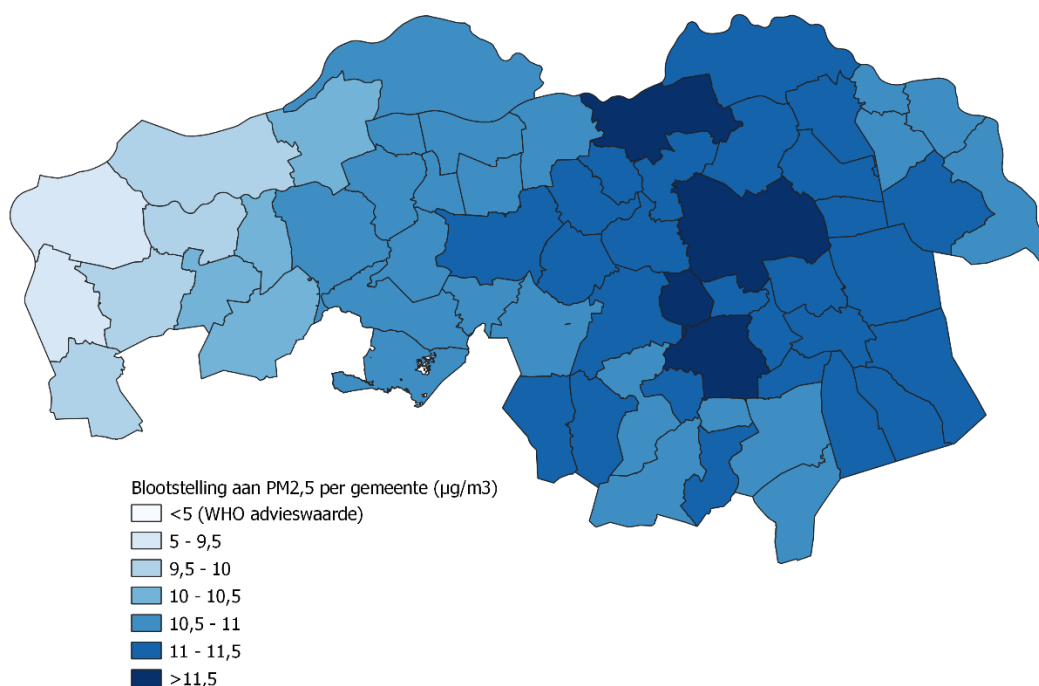 Blootstelling aan PM2,5 per gemeente (µg/m3)
<5 (WHO advieswaarde)
5 - 9,5
9,5 - 10
10 - 10,5
10,5 - 11
11 - 11,5
>11,5